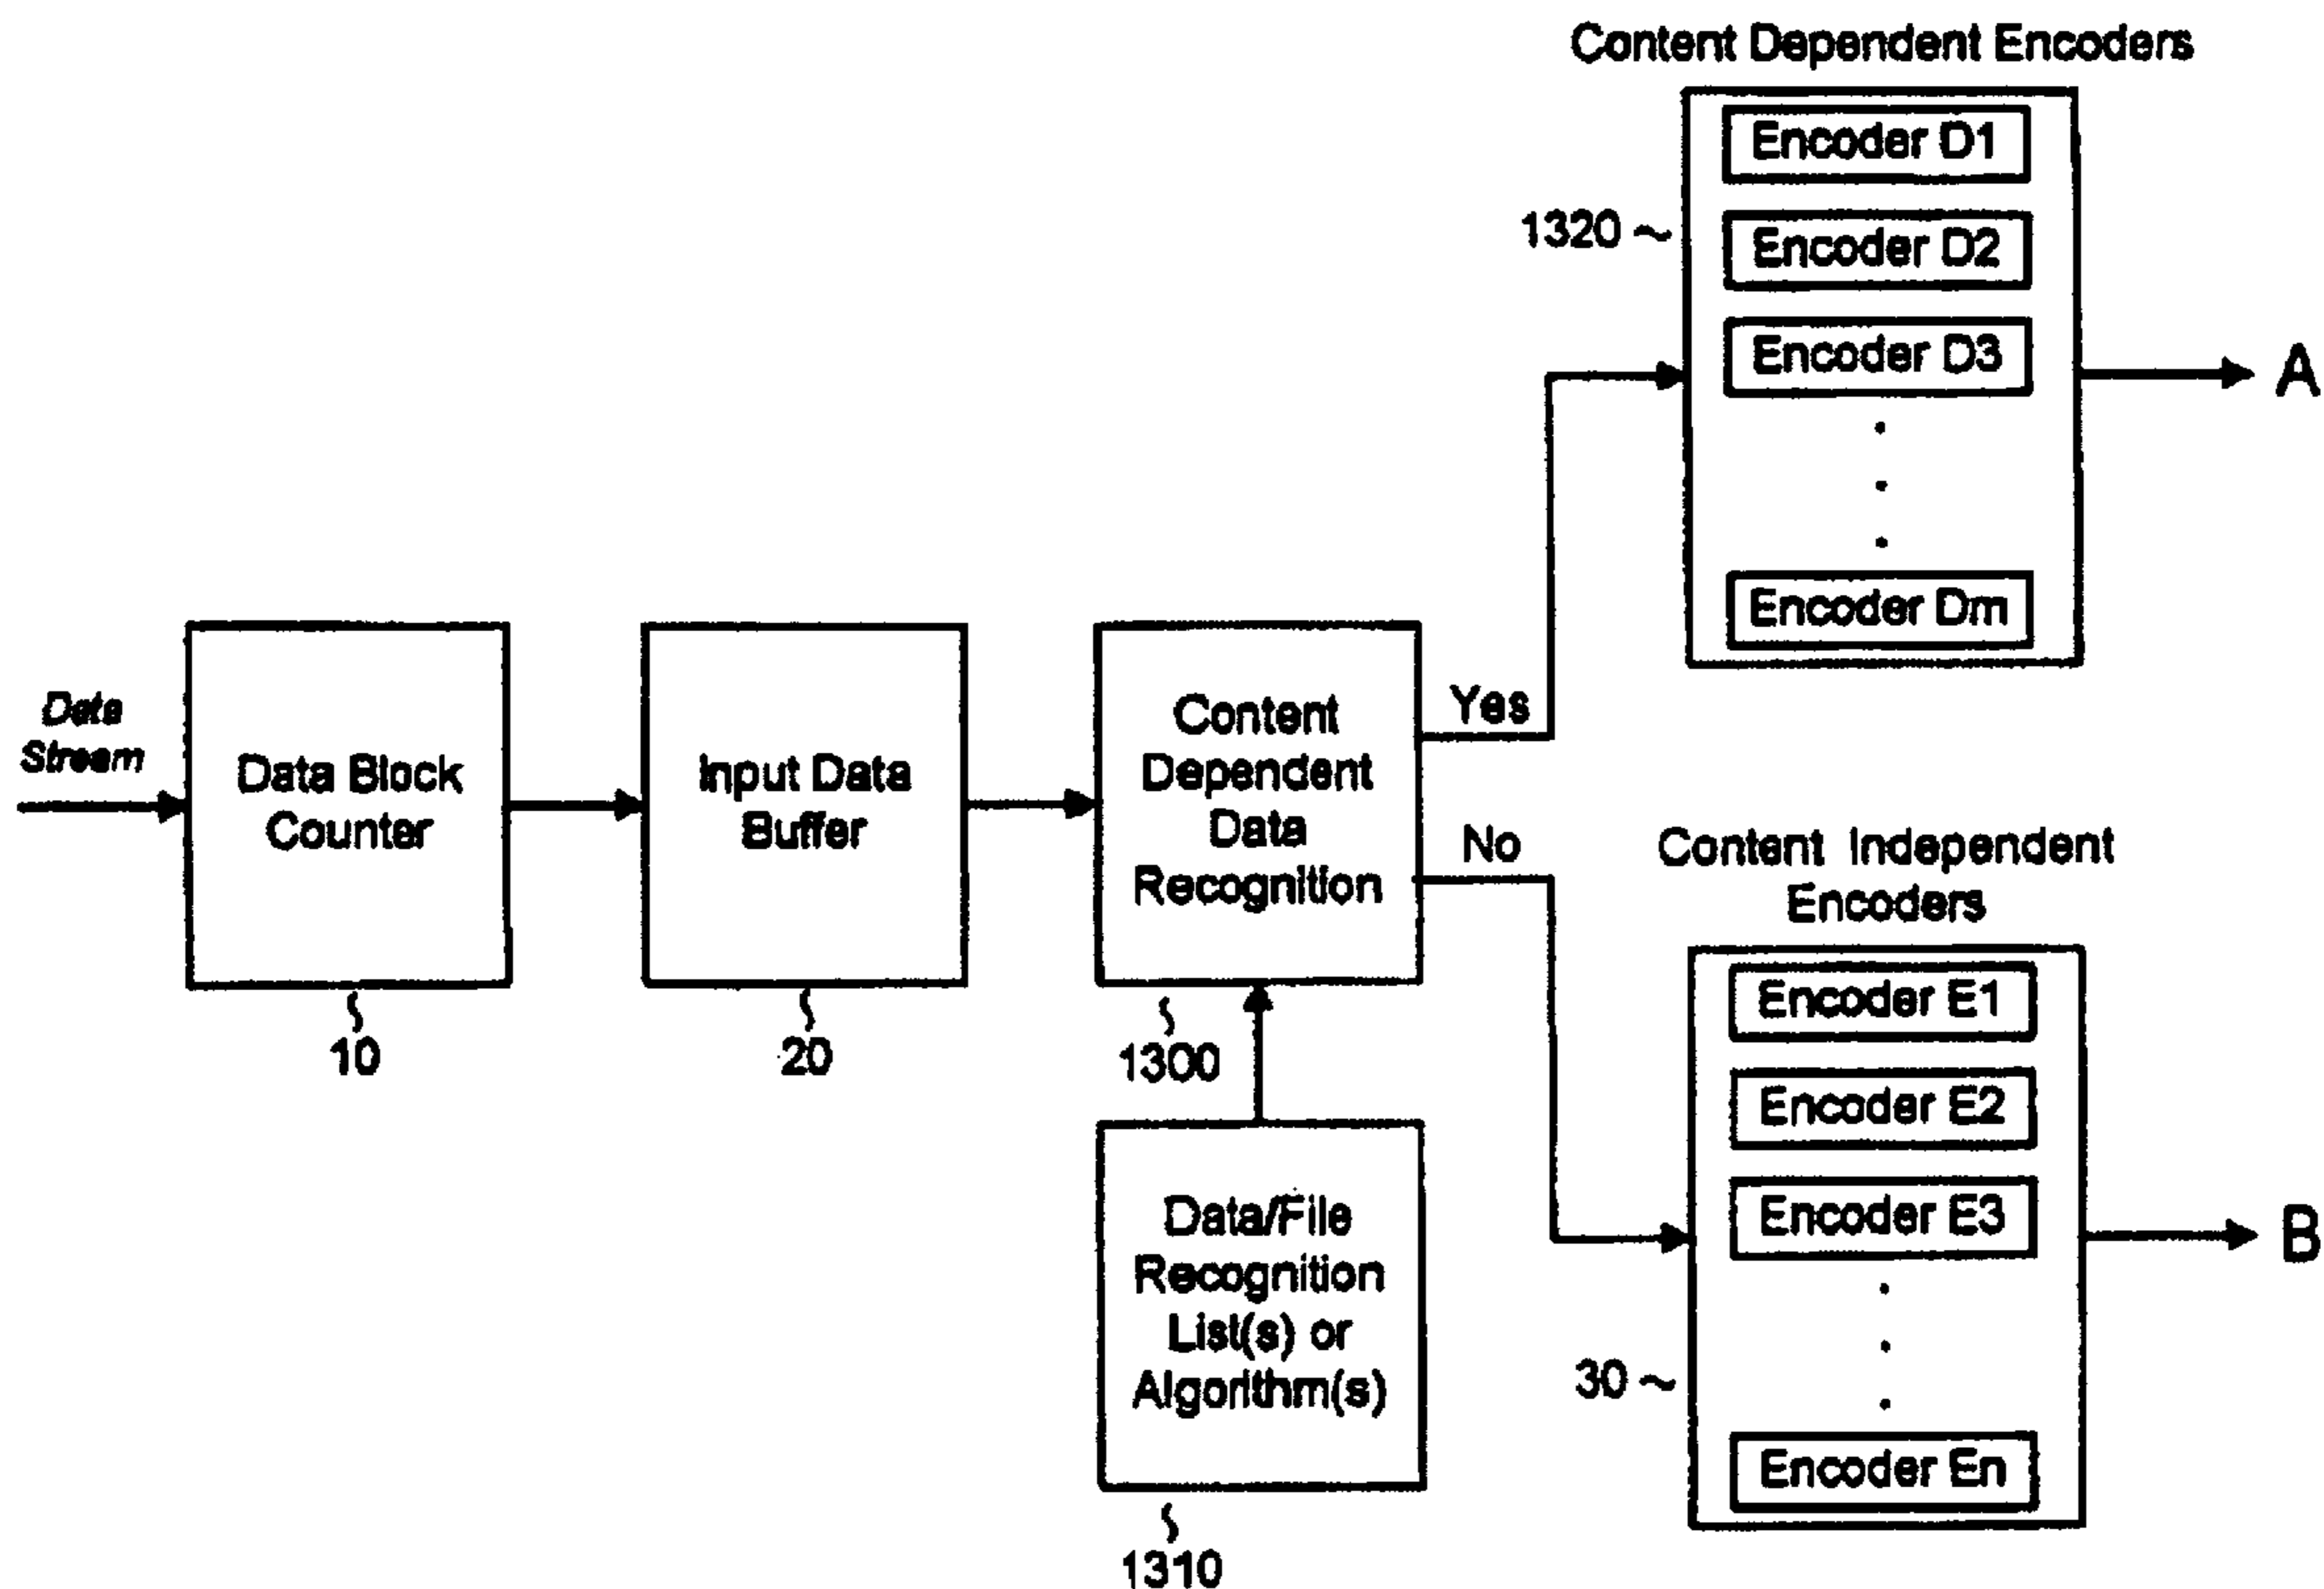 Content Dependent Encoders
Encoder D1
Encoder D2
Encoder D3
Encoder Dm
1320
A
Data
Stream
Data Block
Counter
10
Input Data
Buffer
20
Content
Dependent
Data
Recognition
1300
Yes
No
Data/File
Recognition
List(s) or
Algorithm(s)
1310
Content Independent
Encoders
Encoder E1
Encoder E2
Encoder E3
Encoder En
30
B